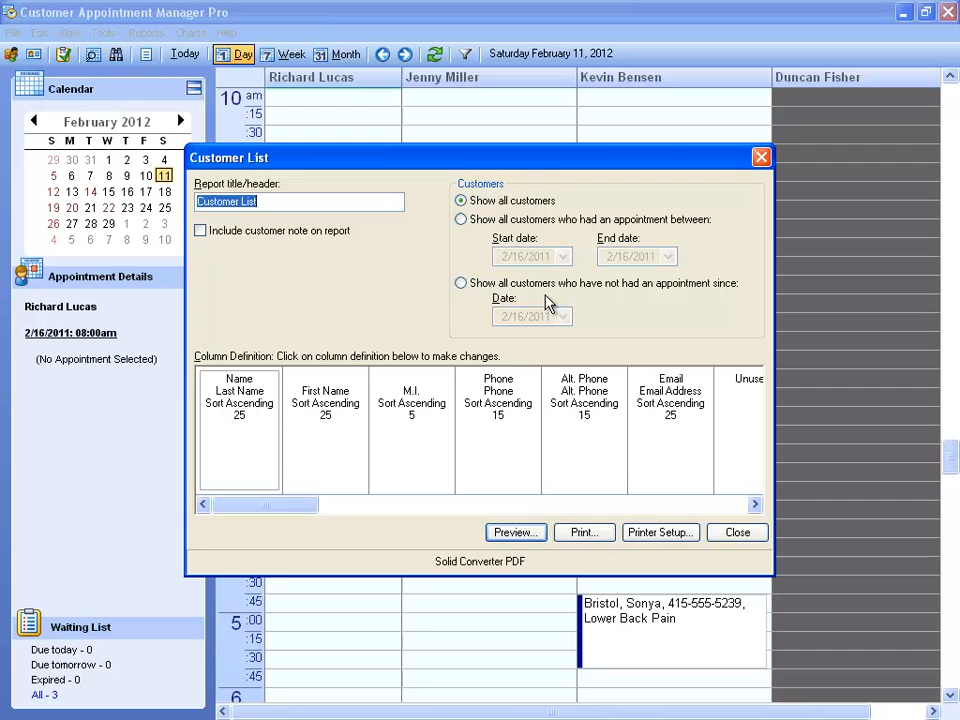 Customer Appointment Manager Pro
File Edit View Tools Reports Charts Help
Today 1 Day 7 Week 31 Month Saturday February 11, 2012
Calendar
February 2012
S M T W T F S
29 30 31 1 2 3 4
5 6 7 8 9 10 11
12 13 14 15 16 17 18
19 20 21 22 23 24 25
26 27 28 29 1 2 3
4 5 6 7 8 9 10
Appointment Details
Richard Lucas
2/16/2011: 08:00am
(No Appointment Selected)
Waiting List
Due today - 0
Due tomorrow - 0
Expired - 0
All - 3
Richard Lucas Jenny Miller Kevin Bensen Duncan Fisher
10 am
:15
:30
Customer List
Report title/header:
Customer List
Include customer note on report
Customers
Show all customers
Show all customers who had an appointment between:
Start date: End date:
2/16/2011 2/16/2011
Show all customers who have not had an appointment since:
Date:
2/16/2011
Column Definition: Click on column definition below to make changes.
Name
Last Name
Sort Ascending
25
First Name
Sort Ascending
25
M.I.
Sort Ascending
5
Phone
Phone
Sort Ascending
15
Alt. Phone
Alt. Phone
Sort Ascending
15
Email
Email Address
Sort Ascending
25
Unuse
Preview... Print... Printer Setup... Close
Solid Converter PDF
:30
:45
5 :00
:15
:30
:45
6
Bristol, Sonya, 415-555-5239,
Lower Back Pain